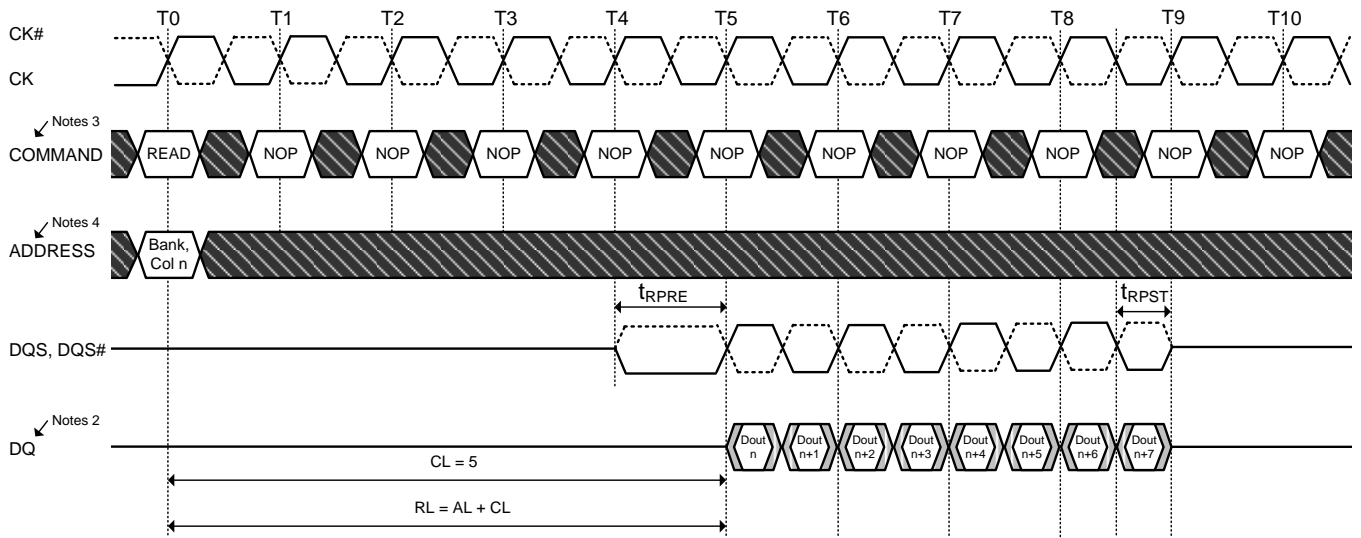 T0 T1 T2 T3 T4 T5 T6 T7 T8 T9 T10
CK#
CK
Notes 3
COMMAND READ NOP NOP NOP NOP NOP NOP NOP NOP NOP NOP
Notes 4
ADDRESS
Bank,
Col n
tRPRE tRPST
DQS, DQS#
Notes 2
DQ
Dout n
Dout n+1
Dout n+2
Dout n+3
Dout n+4
Dout n+5
Dout n+6
Dout n+7
CL = 5
RL = AL + CL